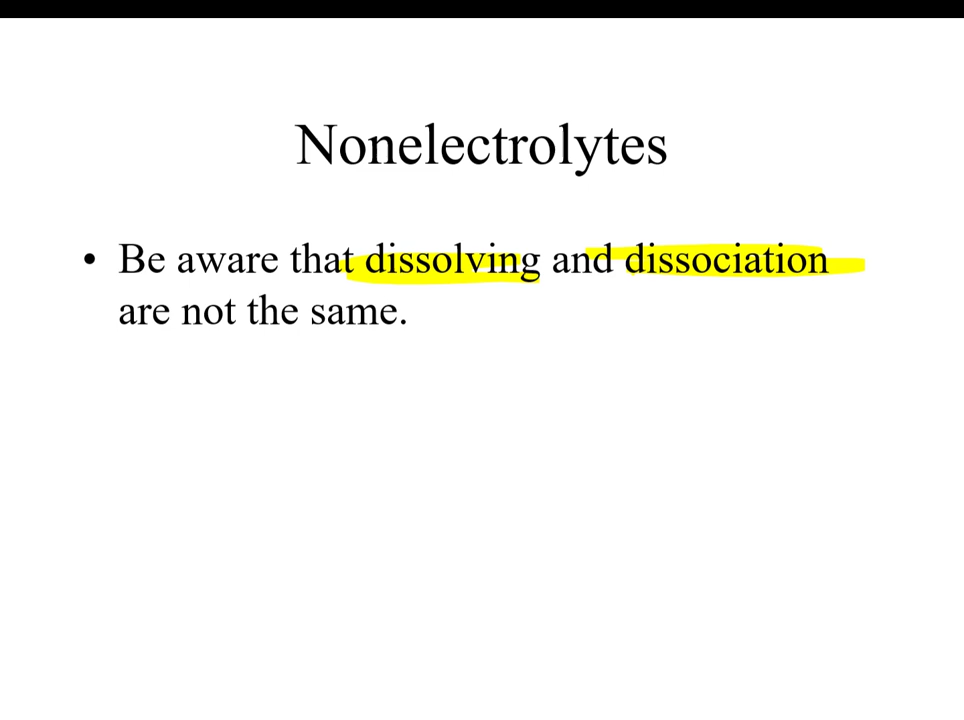 Nonelectrolytes
• Be aware that dissolving and dissociation
are not the same.